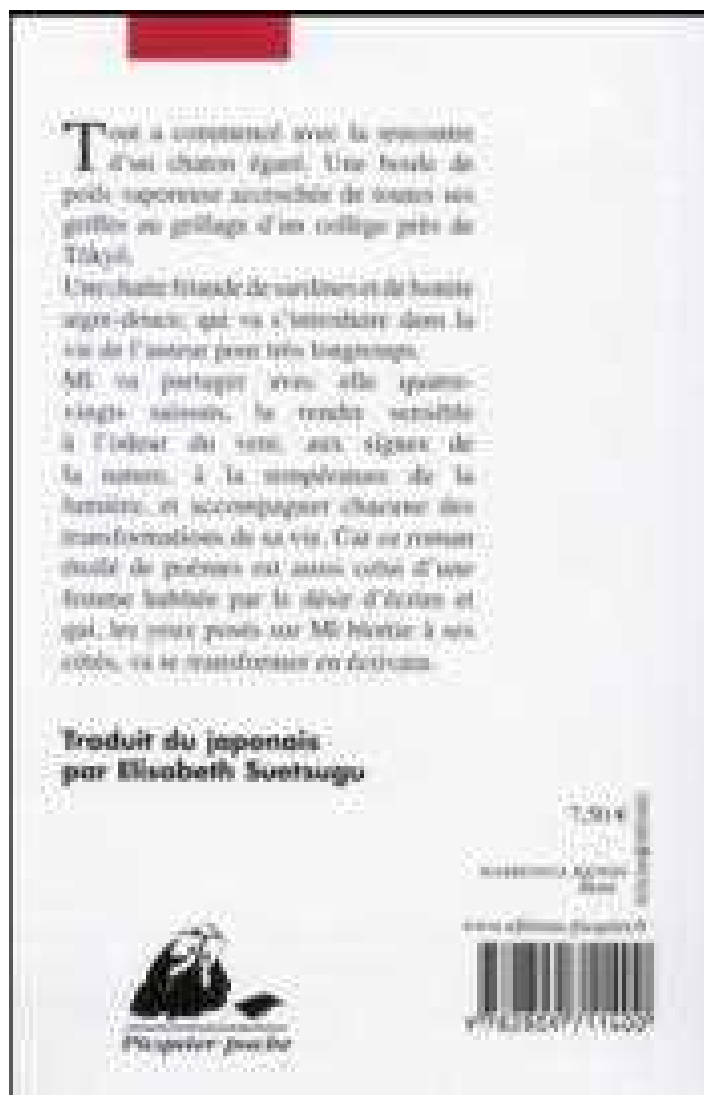 Tout a commencé avec la rencontre
d'un chaton égaré. Une boule de
poils vaporeuse accrochée de toutes ses
griffes au grillage d'un collège près de
Tôkyô.
Une chatte friande de sardines et de bonite
aigre-douce, qui va s'introduire dans la
vie de l'auteur pour très longtemps.
Mî va partager avec elle quatre-
vingts saisons, la rendre sensible
à l'odeur du vent, aux signes de
la nature, à la température de la
lumière, et accompagner chacune des
transformations de sa vie. Car ce roman
étoilé de poèmes est aussi celui d'une
femme habitée par le désir d'écrire et
qui, les yeux posés sur Mî blottie à ses
côtés, va se transformer en écrivain.
Traduit du japonais
par Elisabeth Suetsugu
7,50 €
www.editions-picquier.fr
Picquier poche